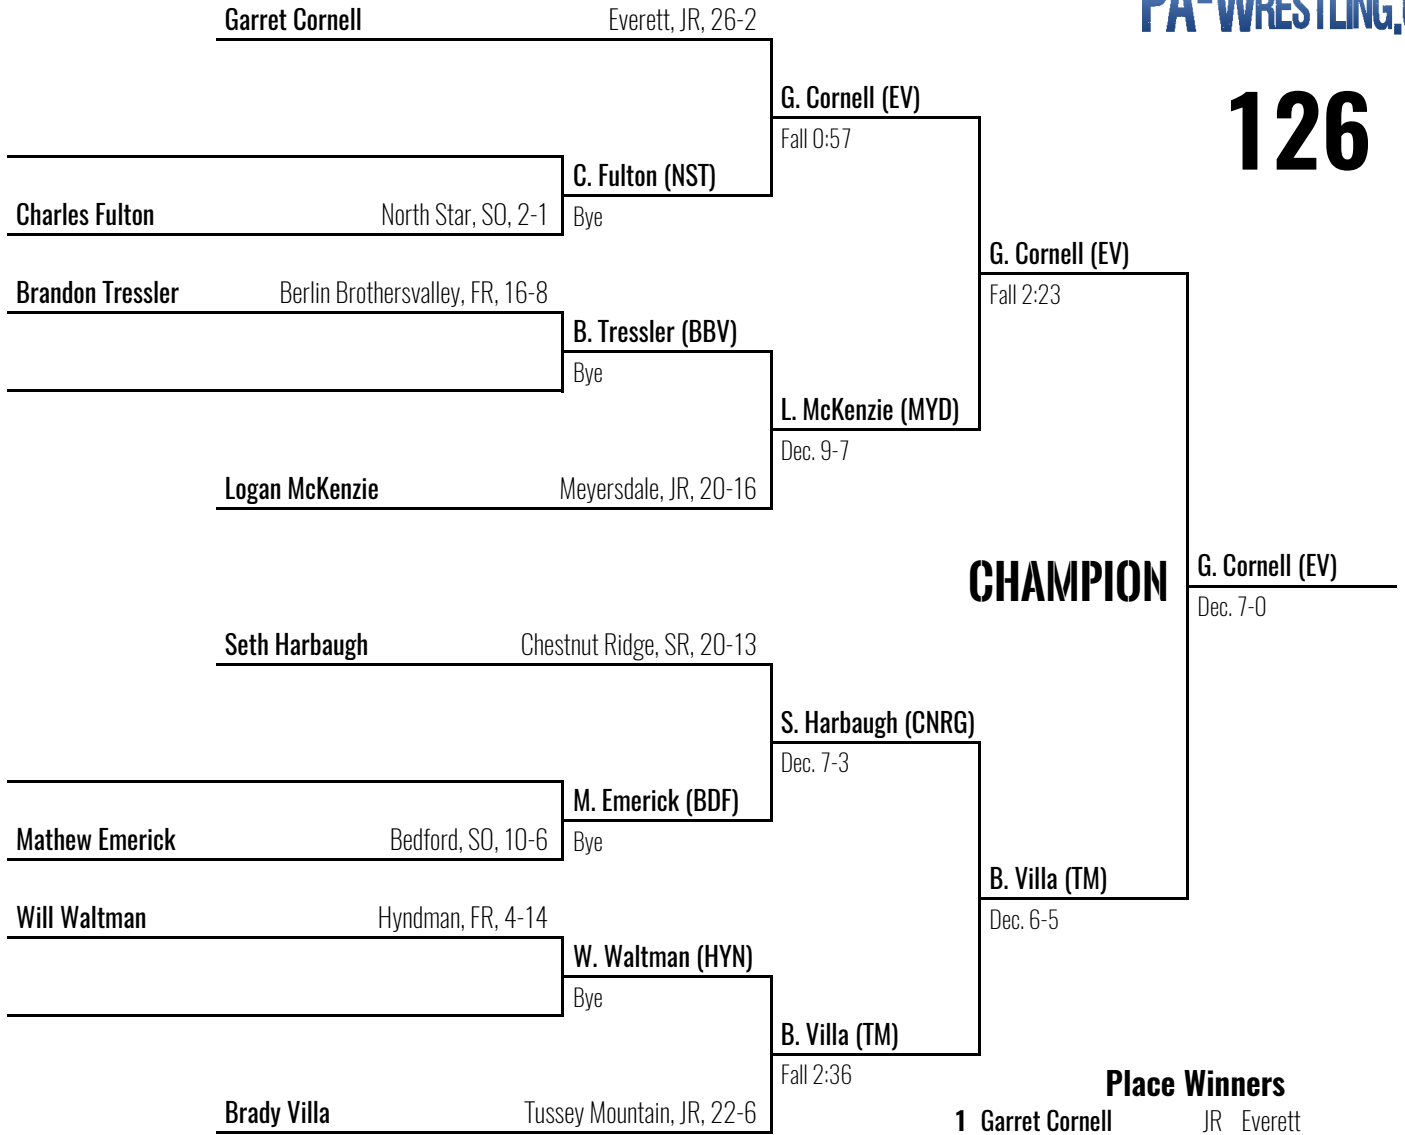 Garret Cornell Everett, JR, 26-2
PA-WRESTLING.
126
G. Cornell (EV)
Fall 0:57
C. Fulton (NST)
Charles Fulton North Star, SO, 2-1
Bye
G. Cornell (EV)
Fall 2:23
Brandon Tressler Berlin Brothersvalley, FR, 16-8
B. Tressler (BBV)
Bye
L. McKenzie (MYD)
Dec. 9-7
Logan McKenzie Meyersdale, JR, 20-16
CHAMPION
G. Cornell (EV)
Dec. 7-0
Seth Harbaugh Chestnut Ridge, SR, 20-13
S. Harbaugh (CNRG)
Dec. 7-3
M. Emerick (BDF)
Mathew Emerick Bedford, SO, 10-6
Bye
B. Villa (TM)
Dec. 6-5
Will Waltman Hyndman, FR, 4-14
W. Waltman (HYN)
Bye
B. Villa (TM)
Fall 2:36
Brady Villa Tussey Mountain, JR, 22-6
Place Winners
1 Garret Cornell JR Everett